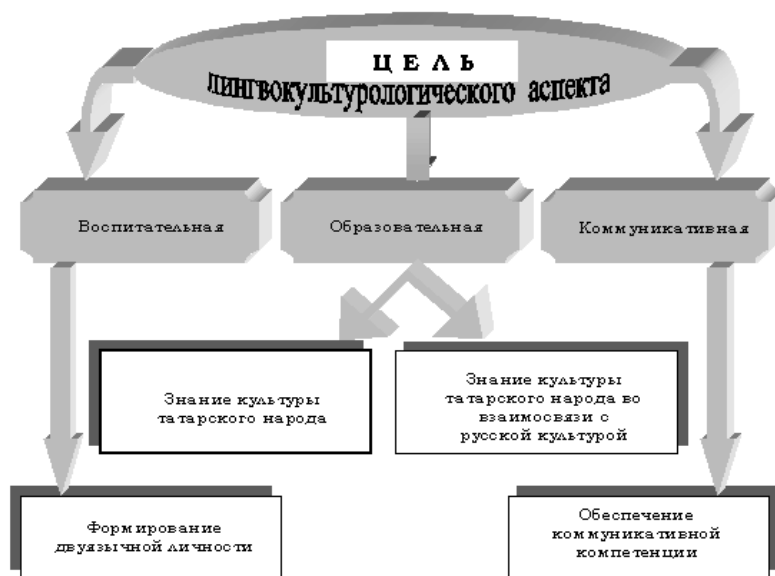 ЦЕЛЬ
лингвокультурологического аспекта
Воспитательная
Образовательная
Коммуникативная
Знание культуры
татарского народа
Знание культуры
татарского народа во
взаимосвязи с
русской культурой
Формирование
двуязычной личности
Обеспечение
коммуникативной
компетенции